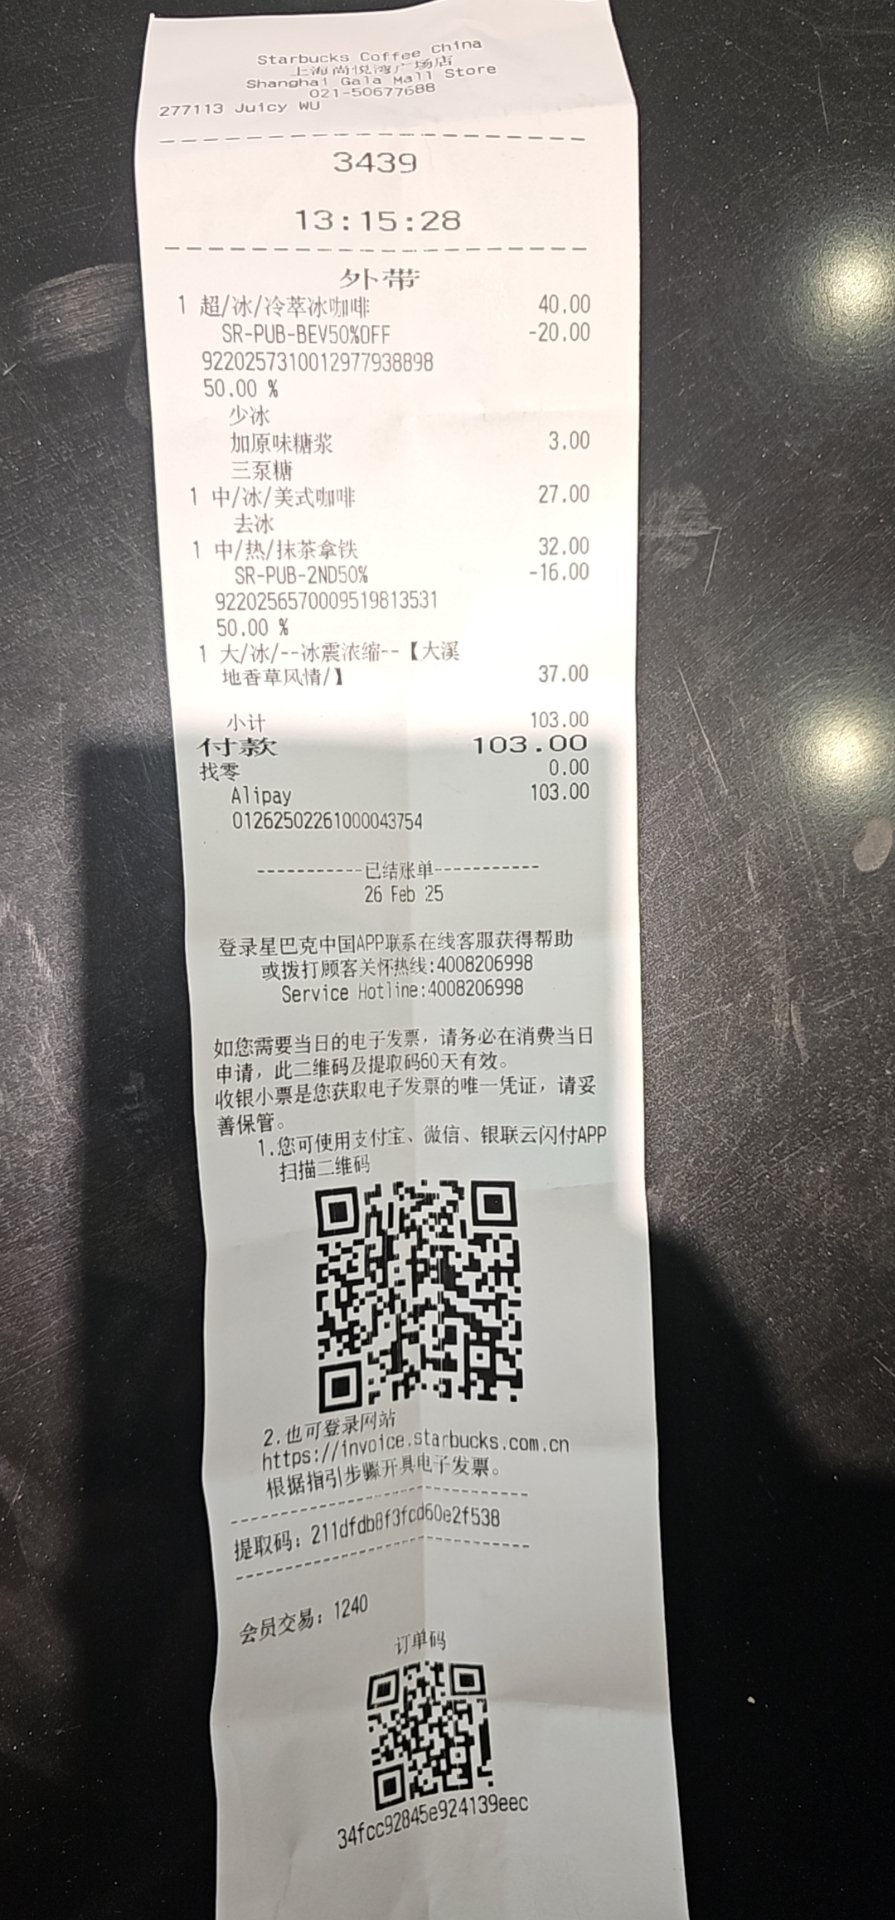 Starbucks Coffee China
上海尚悦湾广场店
Shanghai Gala Mall Store
021-50677688
277113 Juicy WU
3439
13:15:28
外带
1 超/冰/冷萃冰咖啡 40.00
SR-PUB-BEV50%OFF -20.00
9220257310012977938898
50.00 %
少冰
加原味糖浆 3.00
三泵糖
1 中/冰/美式咖啡 27.00
去冰
1 中/热/抹茶拿铁 32.00
SR-PUB-2ND50% -16.00
9220256570009519813531
50.00 %
1 大/冰/--冰震浓缩--【大溪
地香草风情/】 37.00
小计 103.00
付款 103.00
找零 0.00
Alipay 103.00
01262502261000043754
-----------已结账单-----------
26 Feb 25
登录星巴克中国APP联系在线客服获得帮助
或拨打顾客关怀热线:4008206998
Service Hotline:4008206998
如您需要当日的电子发票，请务必在消费当日
申请，此二维码及提取码60天有效。
收银小票是您获取电子发票的唯一凭证，请妥
善保管。
1.您可使用支付宝、微信、银联云闪付APP
扫描二维码
2.也可登录网站
https://invoice.starbucks.com.cn
根据指引步骤开具电子发票。
提取码: 211dfdb8f3fcd60e2f538
会员交易: 1240
订单码
34fcc92845e924139eec